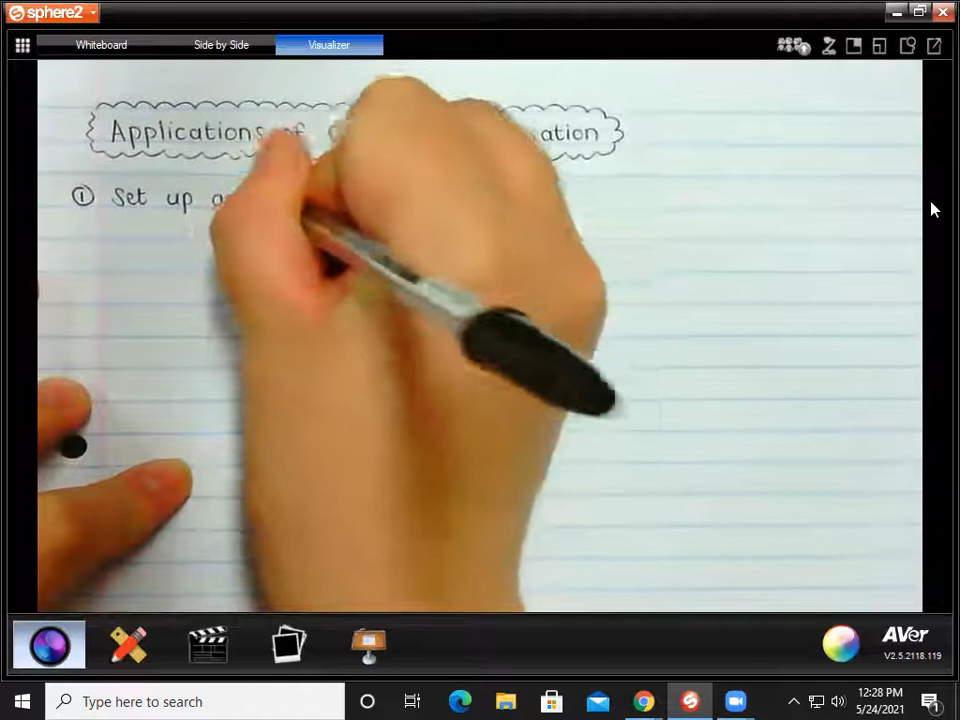 sphere2
Whiteboard
Side by Side
Visualizer
Applications of ation
① Set up
AVer
V2.5.2118.119
Type here to search
12:28 PM
5/24/2021
1